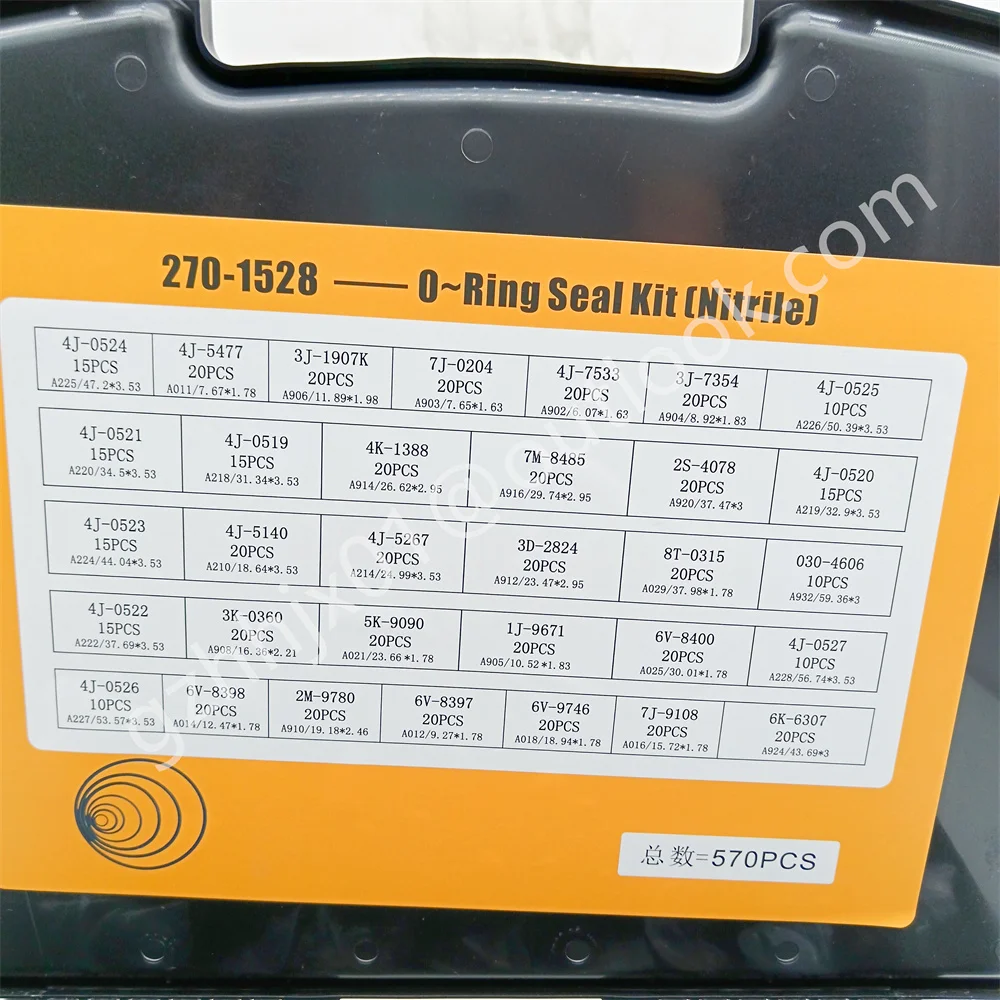 270-1528 —— O~Ring Seal Kit(Nitrile)
4J-0524
15PCS
A225/47.2*3.53
4J-5477
20PCS
A011/7.67*1.78
3J-1907K
20PCS
A906/11.89*1.98
7J-0204
20PCS
A903/7.65*1.63
4J-7533
20PCS
A902/6.07*1.63
3J-7354
20PCS
A904/8.92*1.83
4J-0525
10PCS
A226/50.39*3.53
4J-0521
15PCS
A220/34.5*3.53
4J-0519
15PCS
A218/31.34*3.53
4K-1388
20PCS
A914/26.62*2.95
7M-8485
20PCS
A916/29.74*2.95
2S-4078
20PCS
A920/37.47*3
4J-0520
15PCS
A219/32.9*3.53
4J-0523
15PCS
A224/44.04*3.53
4J-5140
20PCS
A210/18.64*3.53
4J-5267
20PCS
A214/24.99*3.53
3D-2824
20PCS
A912/23.47*2.95
8T-0315
20PCS
A029/37.98*1.78
030-4606
10PCS
A932/59.36*3
4J-0522
15PCS
A222/37.69*3.53
3K-0360
20PCS
A908/16.36*2.21
5K-9090
20PCS
A021/23.66*1.78
1J-9671
20PCS
A905/10.52*1.83
6V-8400
20PCS
A025/30.01*1.78
4J-0527
10PCS
A228/56.74*3.53
4J-0526
10PCS
A227/53.57*3.53
6V-8398
20PCS
A014/12.47*1.78
2M-9780
20PCS
A910/19.18*2.46
6V-8397
20PCS
A012/9.27*1.78
6V-9746
20PCS
A018/18.94*1.78
7J-9108
20PCS
A016/15.72*1.78
6K-6307
20PCS
A924/43.69*3
总数=570PCS
gzhjjx01@outlook.com